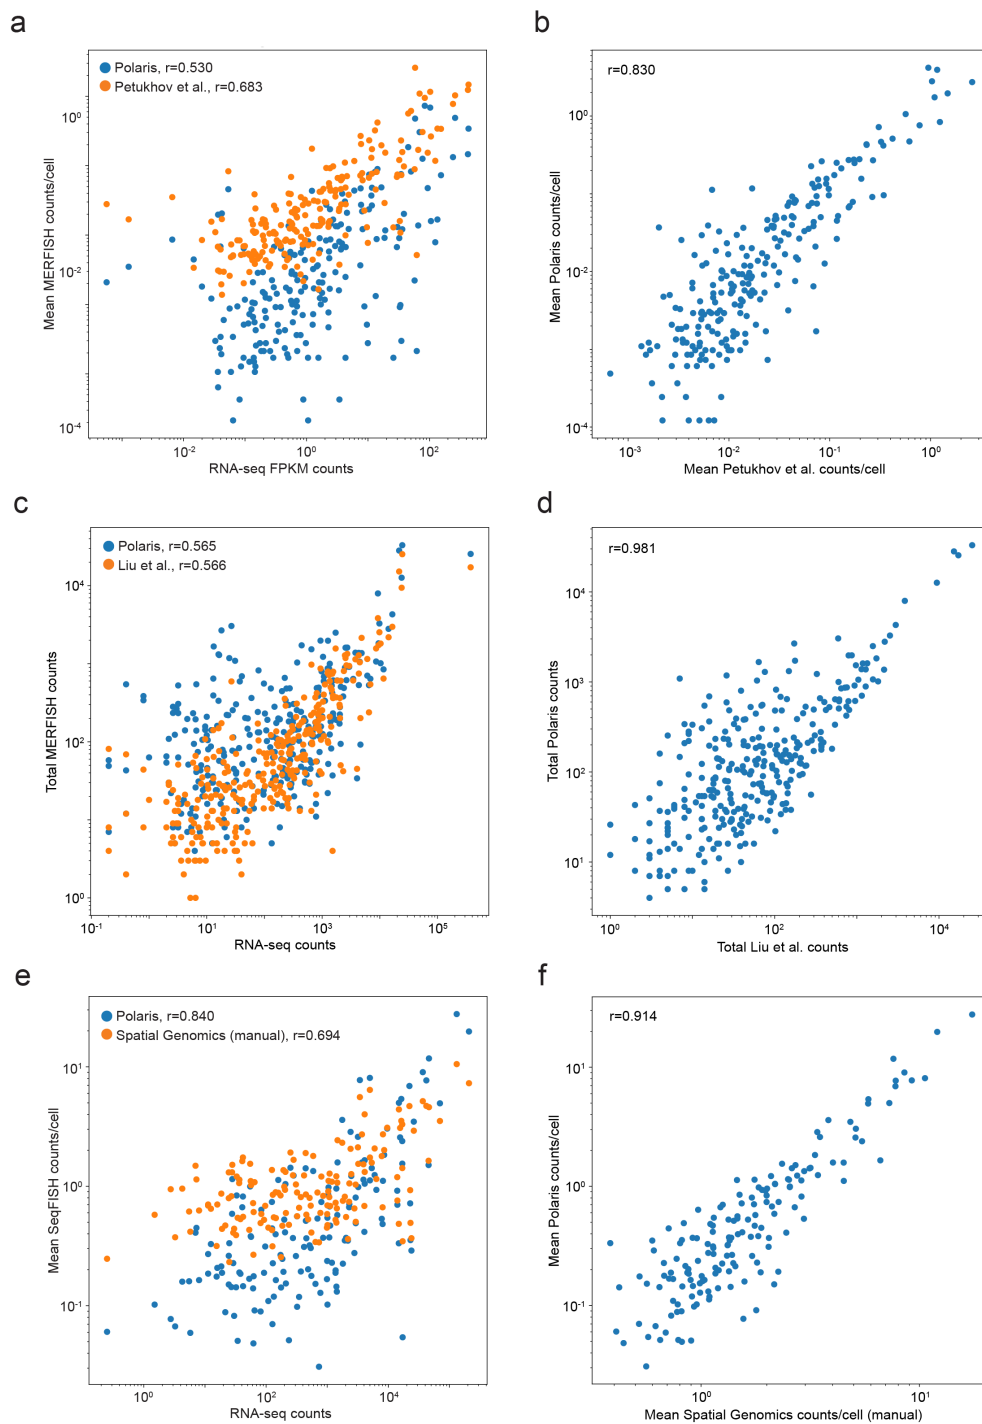 a
Polaris, r=0.530
Petukhov et al., r=0.683
Mean MERFISH counts/cell
10^0
10^-2
10^-4
10^-2
10^0
10^2
RNA-seq FPKM counts
b
r=0.830
Mean Polaris counts/cell
10^0
10^-2
10^-4
10^-3
10^-2
10^-1
10^0
Mean Petukhov et al. counts/cell
c
Polaris, r=0.565
Liu et al., r=0.566
Total MERFISH counts
10^4
10^2
10^0
10^-1
10^1
10^3
10^5
RNA-seq counts
d
r=0.981
Total Polaris counts
10^4
10^3
10^2
10^1
10^0
10^2
10^4
Total Liu et al. counts
e
Polaris, r=0.840
Spatial Genomics (manual), r=0.694
Mean SeqFISH counts/cell
10^1
10^0
10^-1
10^0
10^2
10^4
RNA-seq counts
f
r=0.914
Mean Polaris counts/cell
10^1
10^0
10^-1
10^0
10^1
Mean Spatial Genomics counts/cell (manual)